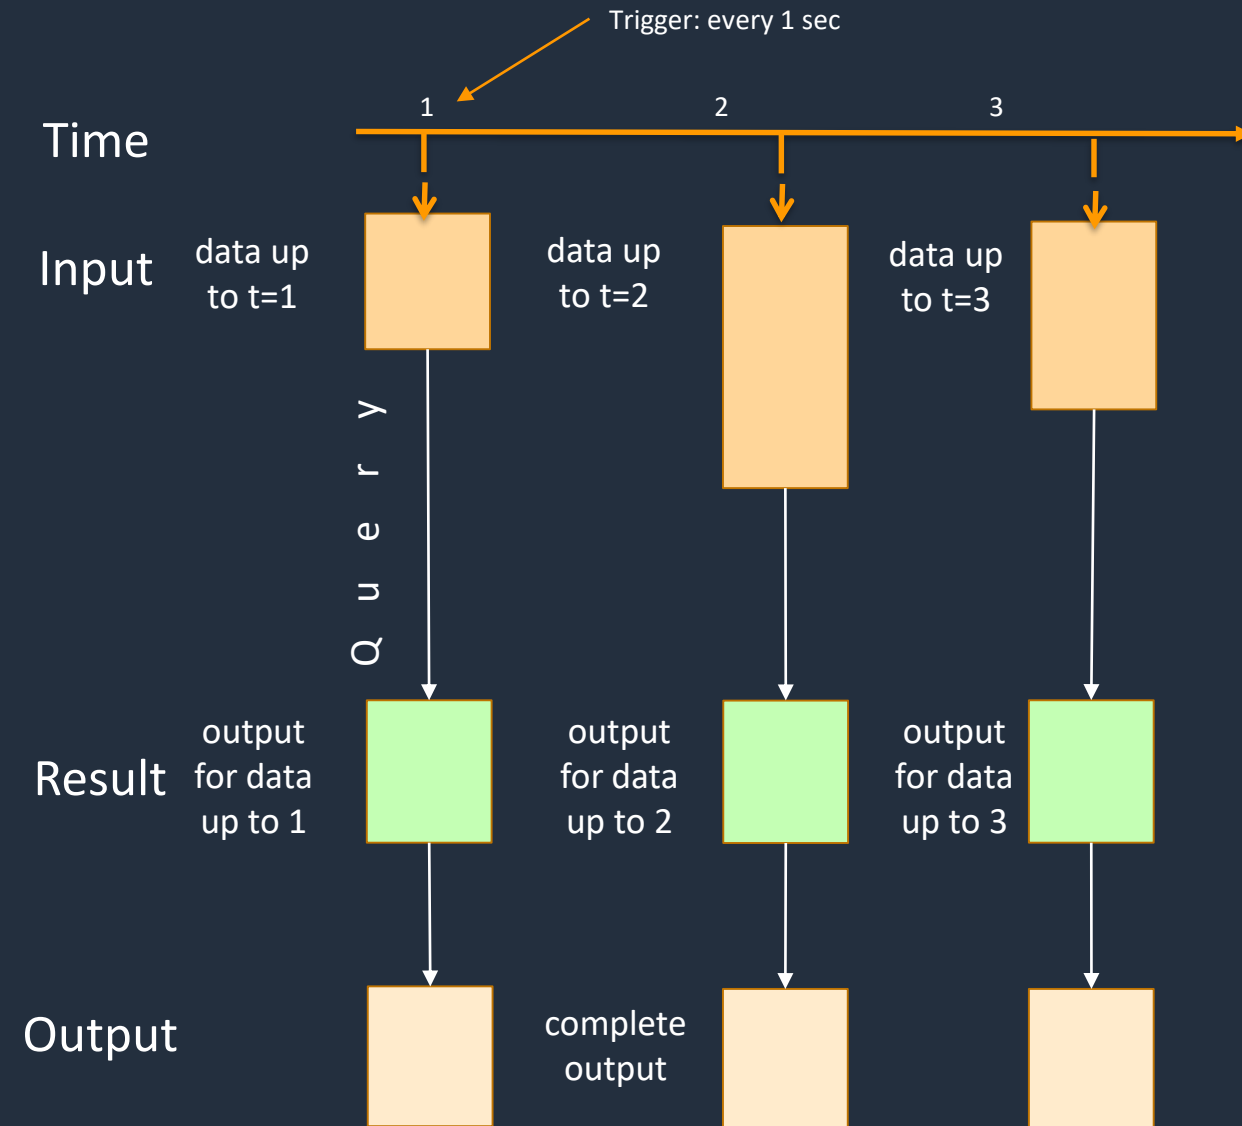 Trigger: every 1 sec
1
2
3
Time
Input
data up
to t=1
data up
to t=2
data up
to t=3
Query
Result
output
for data
up to 1
output
for data
up to 2
output
for data
up to 3
Output
complete
output